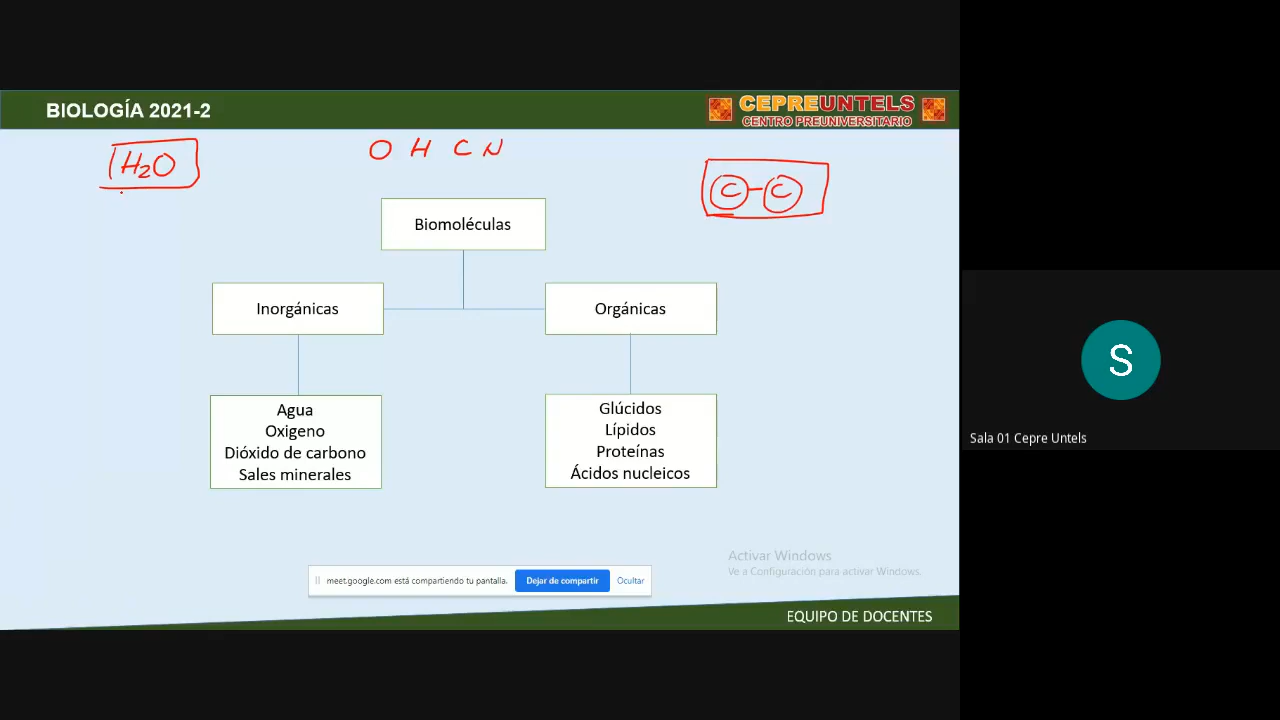 BIOLOGÍA 2021-2
CEPREUNTELS
CENTRO PREUNIVERSITARIO
H2O
O H C N
C-C
Biomoléculas
Inorgánicas
Orgánicas
Agua
Oxigeno
Dióxido de carbono
Sales minerales
Glúcidos
Lípidos
Proteínas
Ácidos nucleicos
Activar Windows
Ve a Configuración para activar Windows.
meet.google.com está compartiendo tu pantalla.
Dejar de compartir
Ocultar
EQUIPO DE DOCENTES
S
Sala 01 Cepre Untels